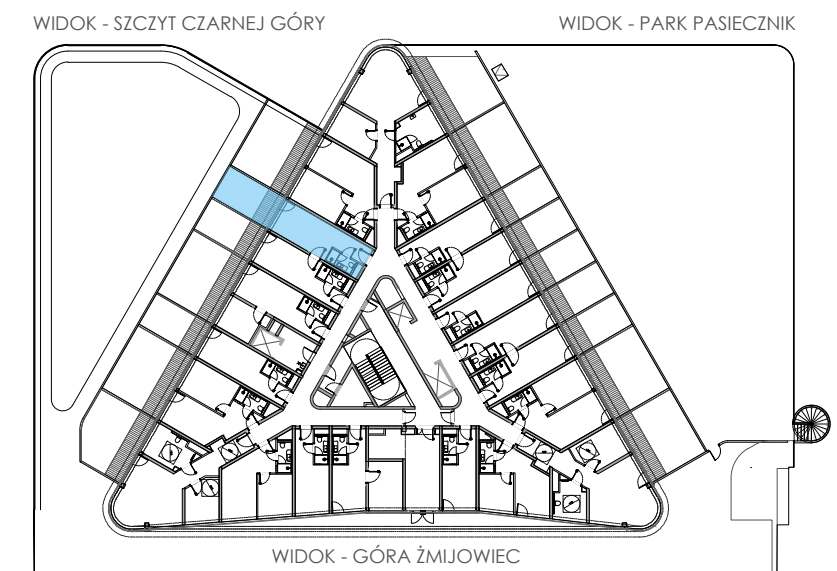 WIDOK - SZCZYT CZARNEJ GÓRY
WIDOK - PARK PASIECZNIK
WIDOK - GÓRA ŻMIJOWIEC